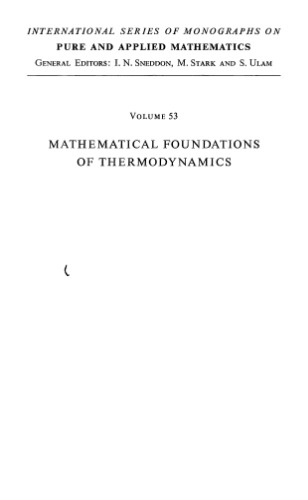 INTERNATIONAL SERIES OF MONOGRAPHS ON
PURE AND APPLIED MATHEMATICS
GENERAL EDITORS: I. N. SNEDDON, M. STARK AND S. ULAM
VOLUME 53
MATHEMATICAL FOUNDATIONS
OF THERMODYNAMICS